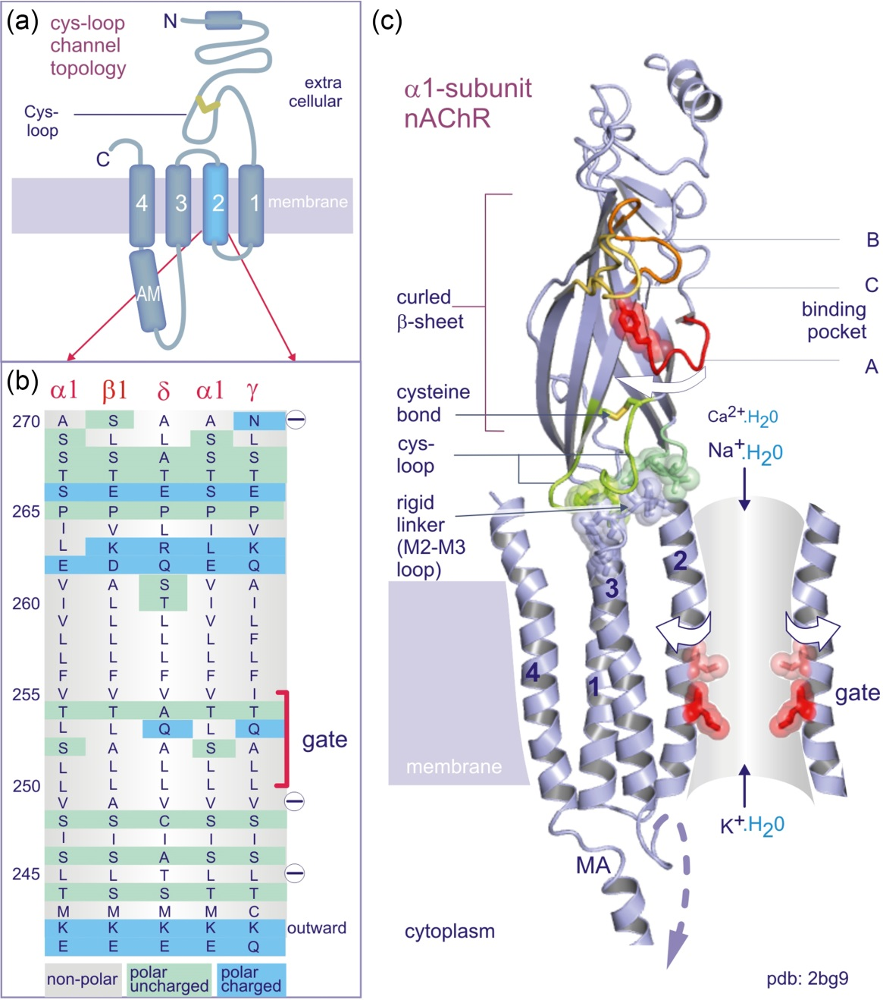 (a)
cys-loop
channel
topology
N
extra
cellular
Cys-
loop
C
4 3 2 1 membrane
AM
(b)
α1 β1 δ α1 γ
270 A S A A N −
S L L S L
S S A S S
T T T T T
S E E S E
265 P P P P P
I V L I V
L K R L K
E D Q E Q
V A S V A
260 I L T I I
V L L V L
L L L L F
L L L L L
F F F F F
255 V V V V I
T T A T T
L L Q L Q
gate
S A A S A
L L L L L
250 L L L L L
V A V V V −
S S C S S
I I I I I
S S A S S
245 L L T L L −
T S S T T
M M M M C
K K K K K outward
E E E E Q
non-polar
polar
uncharged
polar
charged
(c)
α1-subunit
nAChR
B
C
binding
pocket
A
curled
β-sheet
cysteine
bond
cys-
loop
rigid
linker
(M2-M3
loop)
Ca2+.H20
Na+.H20
2
3
4
1
gate
membrane
K+.H20
MA
cytoplasm
pdb: 2bg9